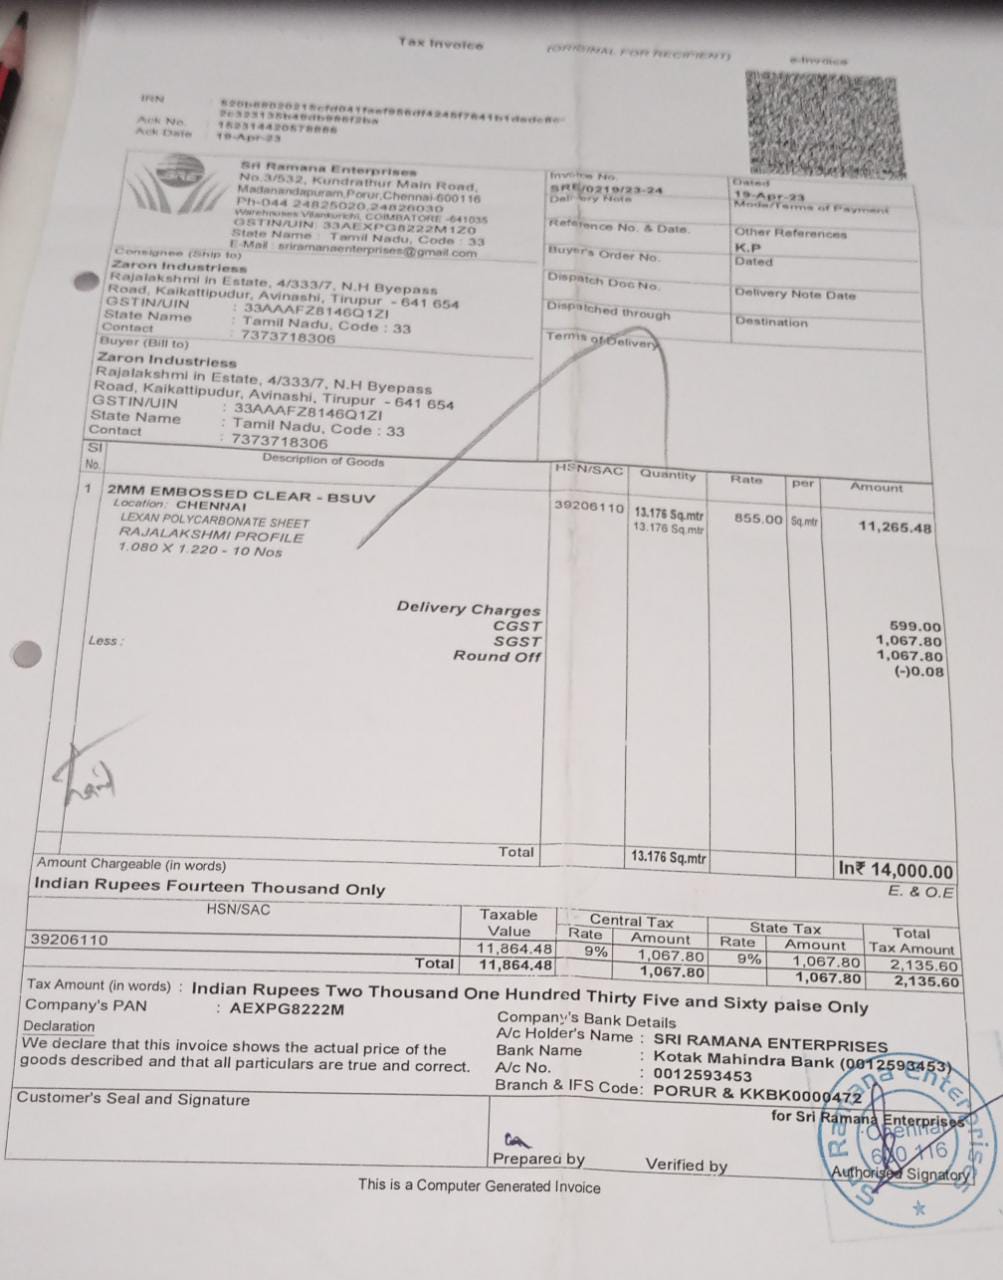 Tax Invoice
(ORIGINAL FOR RECIPIENT)
e-Invoice
IRN
Ack No. : 162314420578886
Ack Date : 19-Apr-23
SRE
Sri Ramana Enterprises
No.3/532, Kundrathur Main Road,
Madanandapuram,Porur,Chennai-600116
Ph-044 24825020,24826030
Warehouses Vilankurichi, COIMBATORE -641035
GSTIN/UIN: 33AEXPG8222M1Z0
State Name : Tamil Nadu, Code : 33
E-Mail : sriramanaenterprises@gmail.com
Invoice No.
SRE/0219/23-24
Dated
19-Apr-23
Delivery Note
Mode/Terms of Payment
Reference No. & Date.
Other References
K.P
Buyer's Order No.
Dated
Dispatch Doc No.
Delivery Note Date
Dispatched through
Destination
Terms of Delivery
Consignee (Ship to)
Zaron Industriess
Rajalakshmi in Estate, 4/333/7, N.H Byepass
Road, Kaikattipudur, Avinashi, Tirupur - 641 654
GSTIN/UIN : 33AAAFZ8146Q1ZI
State Name : Tamil Nadu, Code : 33
Contact : 7373718306
Buyer (Bill to)
Zaron Industriess
Rajalakshmi in Estate, 4/333/7, N.H Byepass
Road, Kaikattipudur, Avinashi, Tirupur - 641 654
GSTIN/UIN : 33AAAFZ8146Q1ZI
State Name : Tamil Nadu, Code : 33
Contact : 7373718306
Sl No. Description of Goods HSN/SAC Quantity Rate per Amount
1 2MM EMBOSSED CLEAR - BSUV 39206110 13.176 Sq.mtr 855.00 Sq.mtr 11,265.48
Location: CHENNAI 13.176 Sq.mtr
LEXAN POLYCARBONATE SHEET
RAJALAKSHMI PROFILE
1.080 X 1.220 - 10 Nos
Delivery Charges 599.00
CGST 1,067.80
Less : SGST 1,067.80
Round Off (-)0.08
Total 13.176 Sq.mtr In₹ 14,000.00
Amount Chargeable (in words) E. & O.E
Indian Rupees Fourteen Thousand Only
HSN/SAC Taxable Value Central Tax State Tax Total Tax Amount
Rate Amount Rate Amount
39206110 11,864.48 9% 1,067.80 9% 1,067.80 2,135.60
Total 11,864.48 1,067.80 1,067.80 2,135.60
Tax Amount (in words) : Indian Rupees Two Thousand One Hundred Thirty Five and Sixty paise Only
Company's PAN : AEXPG8222M
Declaration
We declare that this invoice shows the actual price of the
goods described and that all particulars are true and correct.
Company's Bank Details
A/c Holder's Name : SRI RAMANA ENTERPRISES
Bank Name : Kotak Mahindra Bank (0012593453)
A/c No. : 0012593453
Branch & IFS Code: PORUR & KKBK0000472
Customer's Seal and Signature
for Sri Ramana Enterprises
Sri Ramana Enterprises
Chennai
600 116
Prepared by
Verified by
Authorised Signatory
This is a Computer Generated Invoice